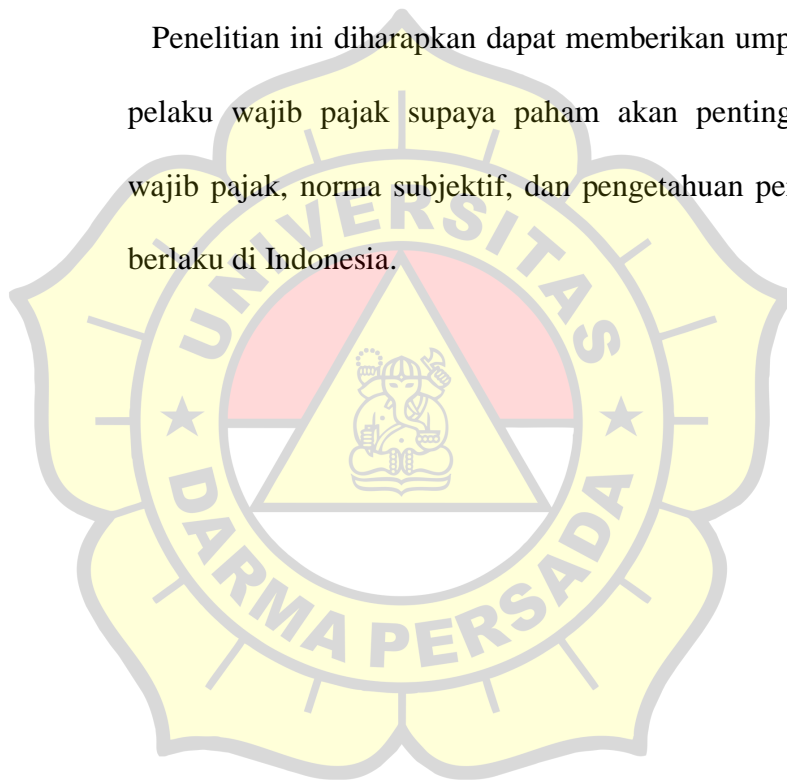 Penelitian ini diharapkan dapat memberikan ump
pelaku wajib pajak supaya paham akan penting
wajib pajak, norma subjektif, dan pengetahuan per
berlaku di Indonesia.
UNIVERSITAS
DARMA PERSADA